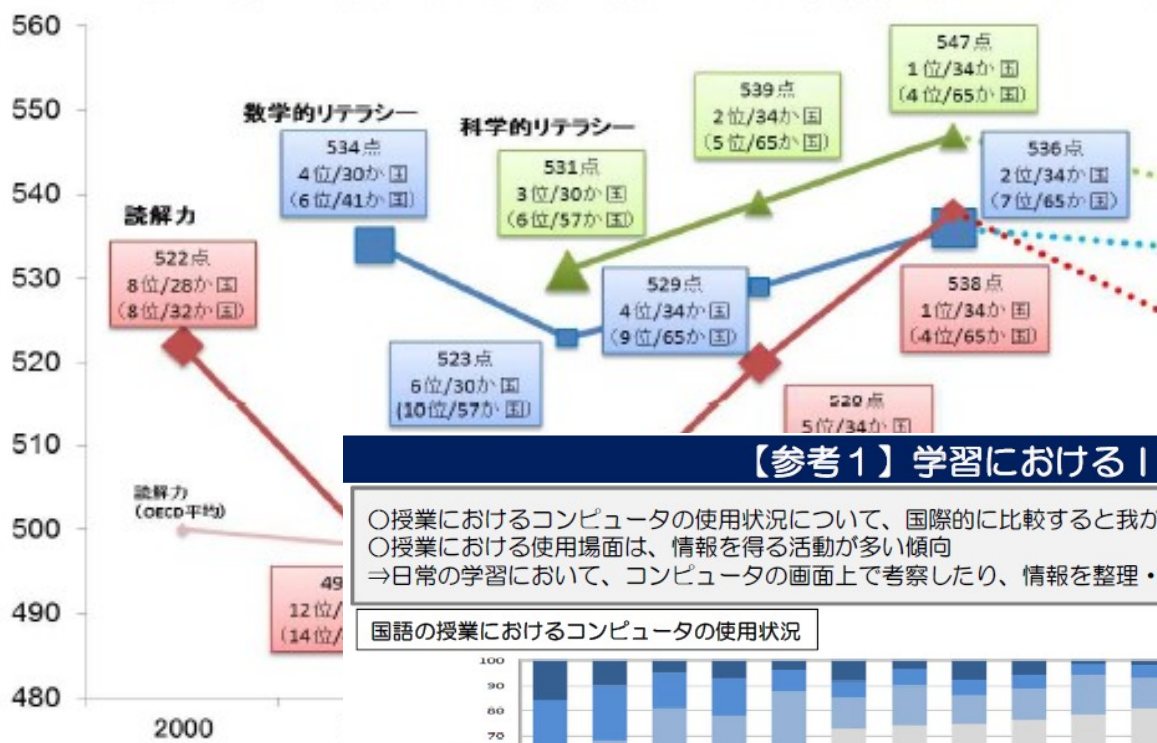 560
550
540
530
520
510
500
490
480
2000
547点
1位/34か国
(4位/65か国)
539点
2位/34か国
(5位/65か国)
数学的リテラシー
科学的リテラシー
534点
4位/30か国
(6位/41か国)
531点
3位/30か国
(6位/57か国)
536点
2位/34か国
(7位/65か国)
読解力
522点
8位/28か国
(8位/32か国)
529点
4位/34か国
(9位/65か国)
538点
1位/34か国
(4位/65か国)
523点
6位/30か国
(10位/57か国)
520点
5位/34か国
読解力
(OECD平均)
49
12位/
(14位/
【参考1】学習におけるI
○授業におけるコンピュータの使用状況について、国際的に比較すると我が
○授業における使用場面は、情報を得る活動が多い傾向
⇒日常の学習において、コンピュータの画面上で考察したり、情報を整理・
国語の授業におけるコンピュータの使用状況
100
90
80
70